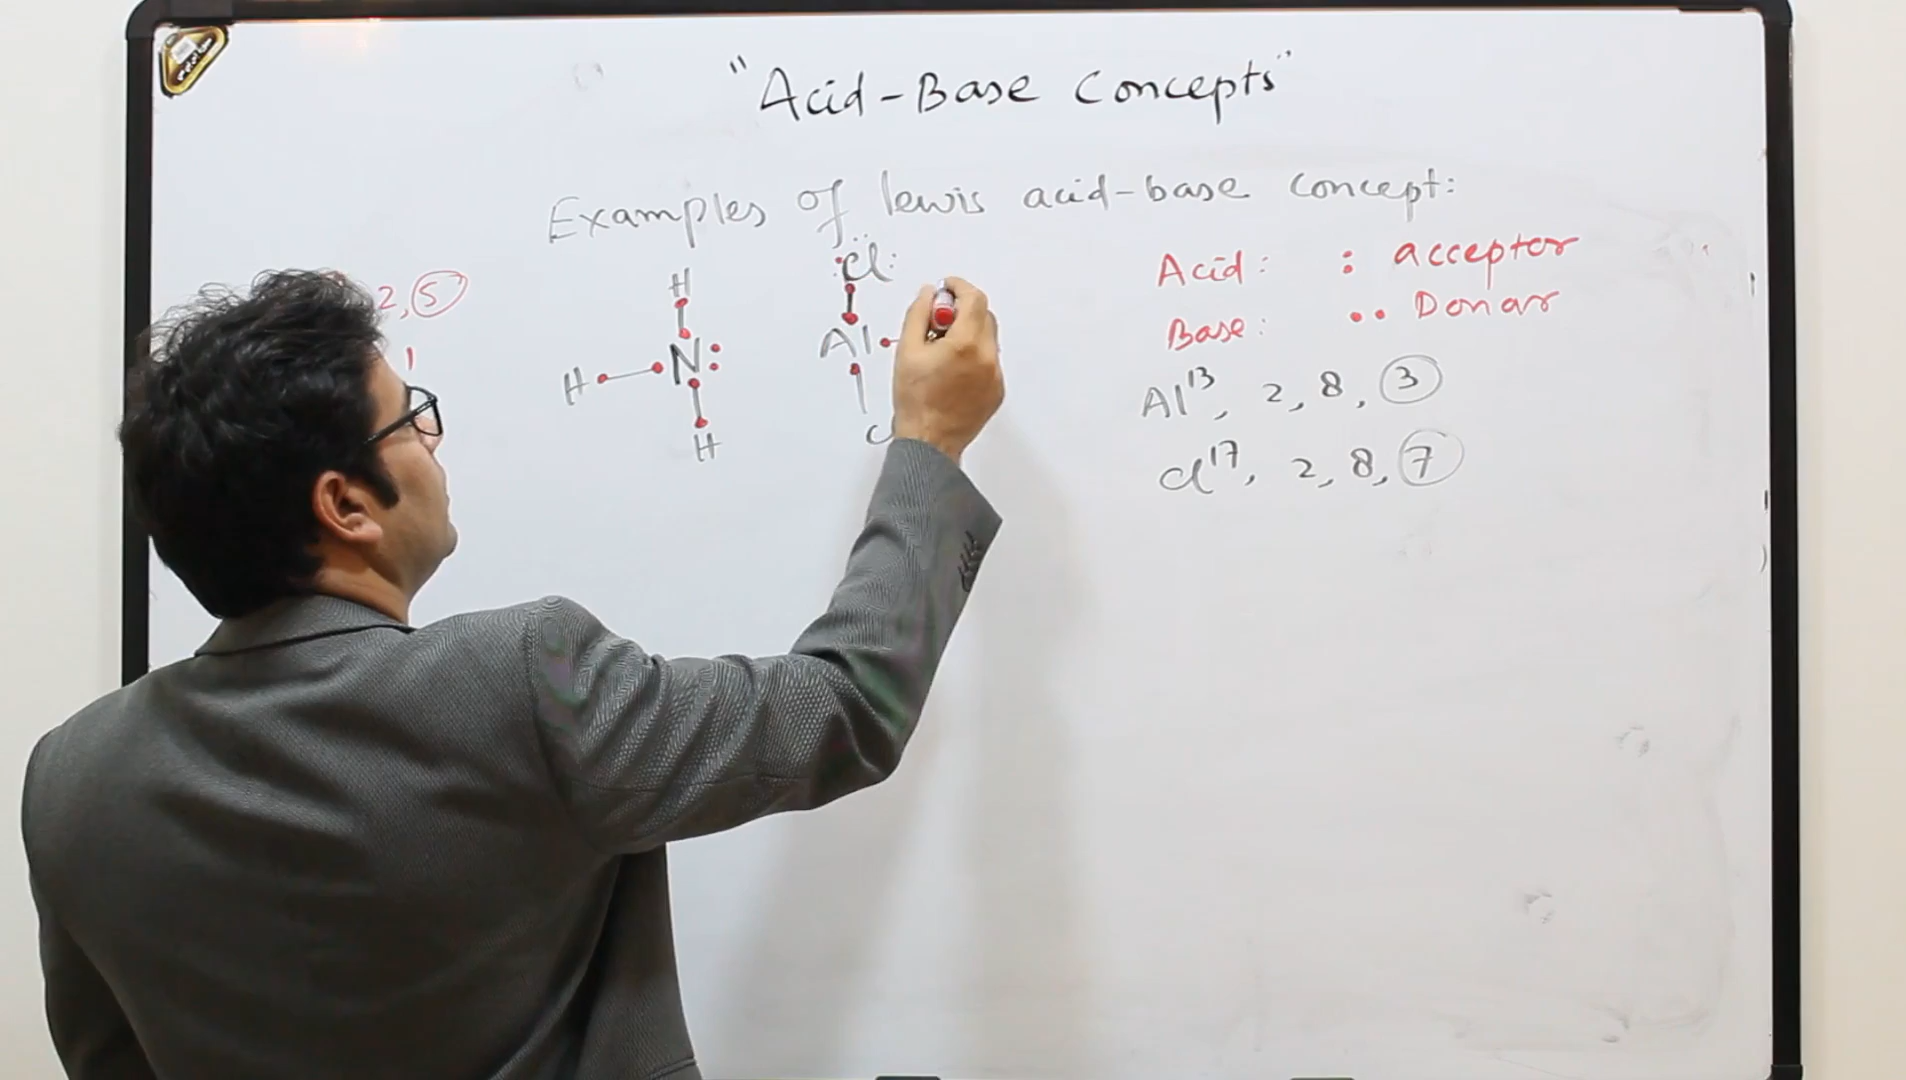 "Acid-Base Concepts"
Examples of lewis acid-base concept:
Acid: : acceptor
Base: •• Donar
2, 5
1
H
H N :
H
:Cl:
Al
Al¹³, 2, 8, 3
Cl¹⁷, 2, 8, 7